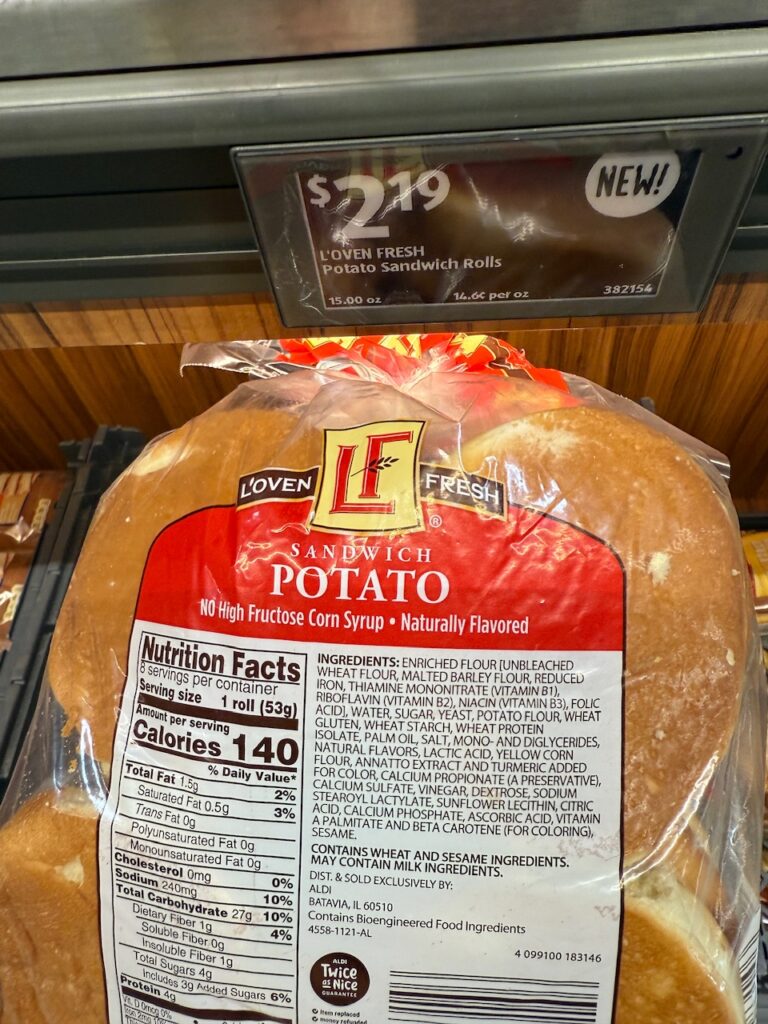 $2.19
NEW!
L'OVEN FRESH
Potato Sandwich Rolls
15.00 oz 14.6¢ per oz 382154
L'OVEN LF FRESH®
SANDWICH
POTATO
NO High Fructose Corn Syrup • Naturally Flavored
Nutrition Facts
8 servings per container
Serving size 1 roll (53g)
Amount per serving
Calories 140
% Daily Value*
Total Fat 1.5g 2%
Saturated Fat 0.5g 3%
Trans Fat 0g
Polyunsaturated Fat 0g
Monounsaturated Fat 0g
Cholesterol 0mg 0%
Sodium 240mg 10%
Total Carbohydrate 27g 10%
Dietary Fiber 1g 4%
Soluble Fiber 0g
Insoluble Fiber 1g
Total Sugars 4g
Includes 3g Added Sugars 6%
Protein 4g
Vit. D 0mcg 0%
INGREDIENTS: ENRICHED FLOUR [UNBLEACHED
WHEAT FLOUR, MALTED BARLEY FLOUR, REDUCED
IRON, THIAMINE MONONITRATE (VITAMIN B1),
RIBOFLAVIN (VITAMIN B2), NIACIN (VITAMIN B3), FOLIC
ACID), WATER, SUGAR, YEAST, POTATO FLOUR, WHEAT
GLUTEN, WHEAT STARCH, WHEAT PROTEIN
ISOLATE, PALM OIL, SALT, MONO- AND DIGLYCERIDES,
NATURAL FLAVORS, LACTIC ACID, YELLOW CORN
FLOUR, ANNATTO EXTRACT AND TURMERIC ADDED
FOR COLOR, CALCIUM PROPIONATE (A PRESERVATIVE),
CALCIUM SULFATE, VINEGAR, DEXTROSE, SODIUM
STEAROYL LACTYLATE, SUNFLOWER LECITHIN, CITRIC
ACID, CALCIUM PHOSPHATE, ASCORBIC ACID, VITAMIN
A PALMITATE AND BETA CAROTENE (FOR COLORING),
SESAME.
CONTAINS WHEAT AND SESAME INGREDIENTS.
MAY CONTAIN MILK INGREDIENTS.
DIST. & SOLD EXCLUSIVELY BY:
ALDI
BATAVIA, IL 60510
Contains Bioengineered Food Ingredients
4558-1121-AL
4 099100 183146
ALDI
Twice
as Nice
GUARANTEE
item replaced
money refunded